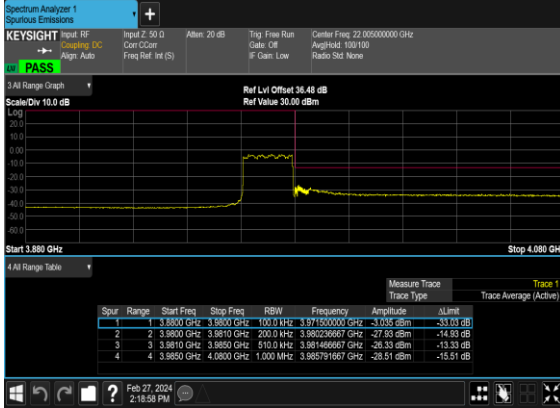 Spectrum Analyzer 1
Spurious Emissions
+
KEYSIGHT Input: RF Input Z: 50 Ω Atten: 20 dB Trig: Free Run Center Freq: 22.005000000 GHz
Coupling: DC Corr CCorr Gate: Off Avg|Hold: 100/100
Align: Auto Freq Ref: Int (S) IF Gain: Low Radio Std: None
LXI PASS
3 All Range Graph
Ref Lvl Offset 36.48 dB
Scale/Div 10.0 dB Ref Value 30.00 dBm
Log
20.0
10.0
0.00
-10.0
-20.0
-30.0
-40.0
-50.0
-60.0
Start 3.880 GHz Stop 4.080 GH
4 All Range Table
Measure Trace Trace 1
Trace Type Trace Average (Active)
Spur Range Start Freq Stop Freq RBW Frequency Amplitude ΔLimit
1 1 3.8800 GHz 3.9800 GHz 100.0 kHz 3.971500000 GHz -3.035 dBm -33.03 dB
2 2 3.9800 GHz 3.9810 GHz 200.0 kHz 3.980236667 GHz -27.93 dBm -14.93 dB
3 3 3.9810 GHz 3.9850 GHz 510.0 kHz 3.981466667 GHz -26.33 dBm -13.33 dB
4 4 3.9850 GHz 4.0800 GHz 1.000 MHz 3.985791667 GHz -28.51 dBm -15.51 dB
?
Feb 27, 2024
2:18:58 PM